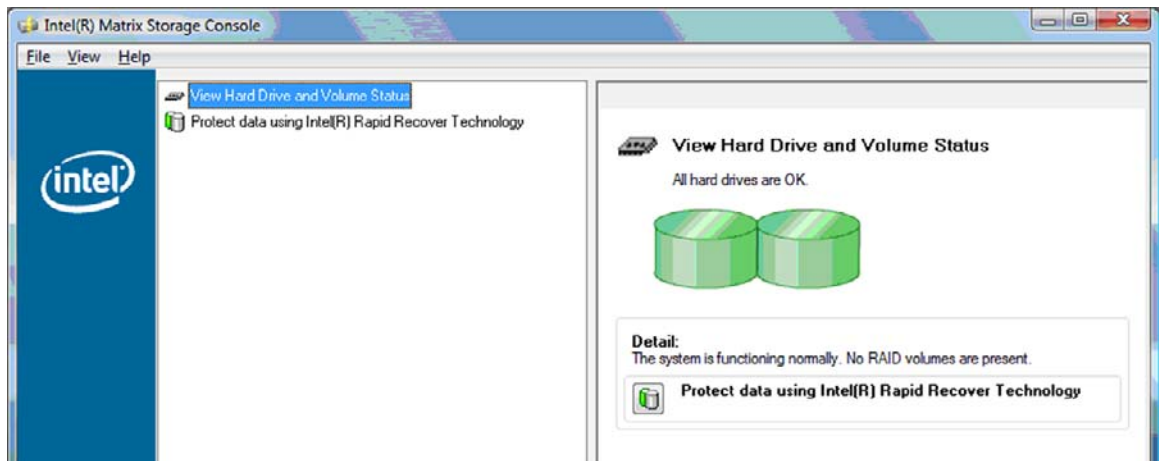 Intel(R) Matrix Storage Console
File View Help
View Hard Drive and Volume Status
Protect data using Intel(R) Rapid Recover Technology
intel
View Hard Drive and Volume Status
All hard drives are OK.
Detail:
The system is functioning normally. No RAID volumes are present.
Protect data using Intel(R) Rapid Recover Technology